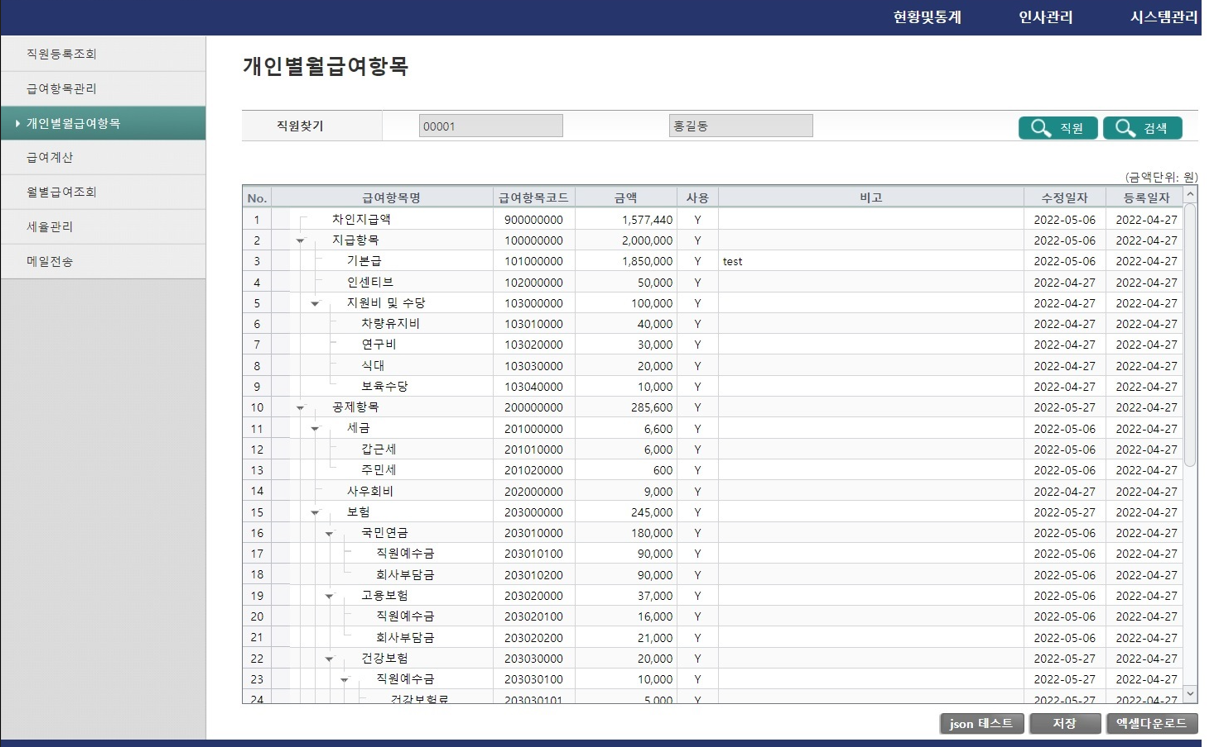 현황및통계 인사관리 시스템관리
직원등록조회
급여항목관리
개인별월급여항목
급여계산
월별급여조회
세율관리
메일전송
개인별월급여항목
직원찾기 00001 홍길동 직원 검색
(금액단위: 원)
No. 급여항목명 급여항목코드 금액 사용 비고 수정일자 등록일자
1 차인지급액 900000000 1,577,440 Y 2022-05-06 2022-04-27
2 지급항목 100000000 2,000,000 Y 2022-05-06 2022-04-27
3 기본급 101000000 1,850,000 Y test 2022-05-06 2022-04-27
4 인센티브 102000000 50,000 Y 2022-04-27 2022-04-27
5 지원비 및 수당 103000000 100,000 Y 2022-04-27 2022-04-27
6 차량유지비 103010000 40,000 Y 2022-04-27 2022-04-27
7 연구비 103020000 30,000 Y 2022-04-27 2022-04-27
8 식대 103030000 20,000 Y 2022-04-27 2022-04-27
9 보육수당 103040000 10,000 Y 2022-04-27 2022-04-27
10 공제항목 200000000 285,600 Y 2022-05-27 2022-04-27
11 세금 201000000 6,600 Y 2022-05-06 2022-04-27
12 갑근세 201010000 6,000 Y 2022-05-06 2022-04-27
13 주민세 201020000 600 Y 2022-05-06 2022-04-27
14 사우회비 202000000 9,000 Y 2022-04-27 2022-04-27
15 보험 203000000 245,000 Y 2022-05-27 2022-04-27
16 국민연금 203010000 180,000 Y 2022-05-06 2022-04-27
17 직원예수금 203010100 90,000 Y 2022-05-06 2022-04-27
18 회사부담금 203010200 90,000 Y 2022-05-06 2022-04-27
19 고용보험 203020000 37,000 Y 2022-05-06 2022-04-27
20 직원예수금 203020100 16,000 Y 2022-05-06 2022-04-27
21 회사부담금 203020200 21,000 Y 2022-05-06 2022-04-27
22 건강보험 203030000 20,000 Y 2022-05-27 2022-04-27
23 직원예수금 203030100 10,000 Y 2022-05-27 2022-04-27
24 건강보험료 203030101 5,000 Y 2022-05-27 2022-04-27
json 테스트 저장 엑셀다운로드